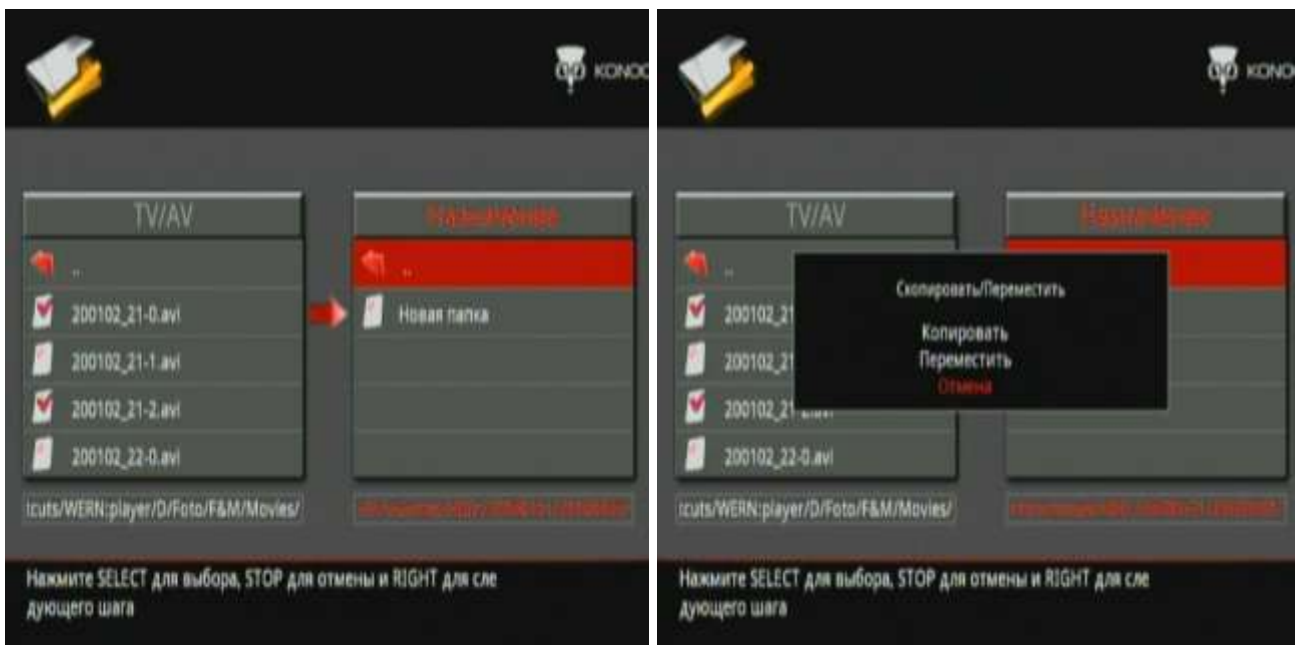 KONOC
TV/AV
Назначение
..
..
200102_21-0.avi
Новая папка
200102_21-1.avi
200102_21-2.avi
200102_22-0.avi
:cuts/WERN:player/D/Foto/F&M/Movies/
Нажмите SELECT для выбора, STOP для отмены и RIGHT для сле
дующего шага
KONO
TV/AV
Назначение
..
Скопировать/Переместить
200102_21
Копировать
200102_21
Переместить
Отмена
200102_21
200102_22-0.avi
:cuts/WERN:player/D/Foto/F&M/Movies/
Нажмите SELECT для выбора, STOP для отмены и RIGHT для сле
дующего шага